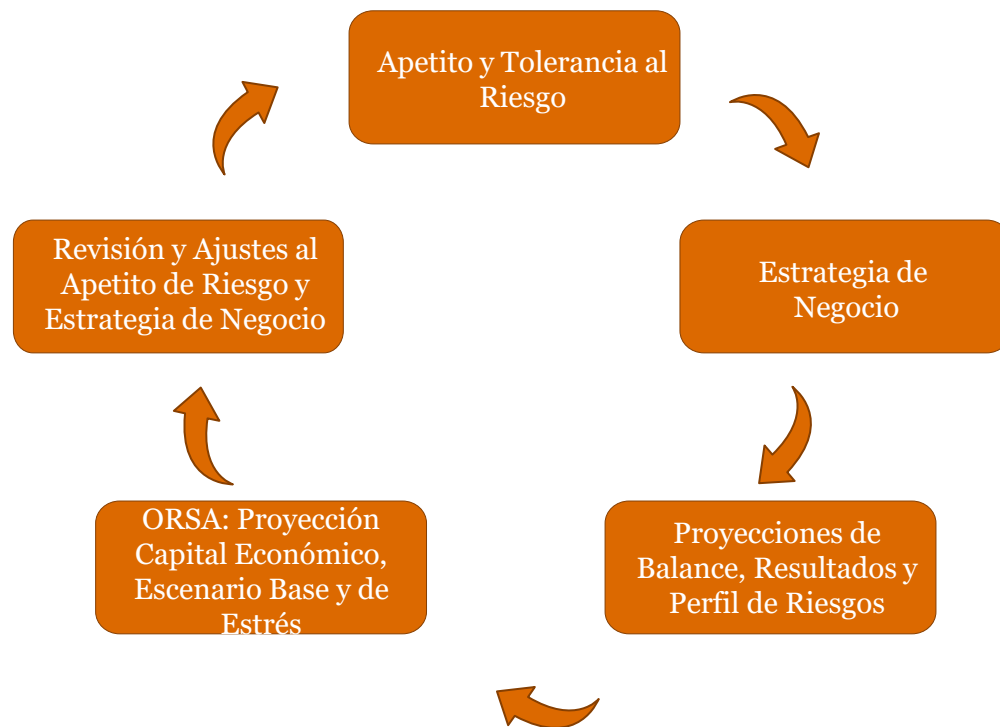 Apetito y Tolerancia al
Riesgo
Estrategia de
Negocio
Proyecciones de
Balance, Resultados y
Perfil de Riesgos
ORSA: Proyección
Capital Económico,
Escenario Base y de
Estrés
Revisión y Ajustes al
Apetito de Riesgo y
Estrategia de Negocio